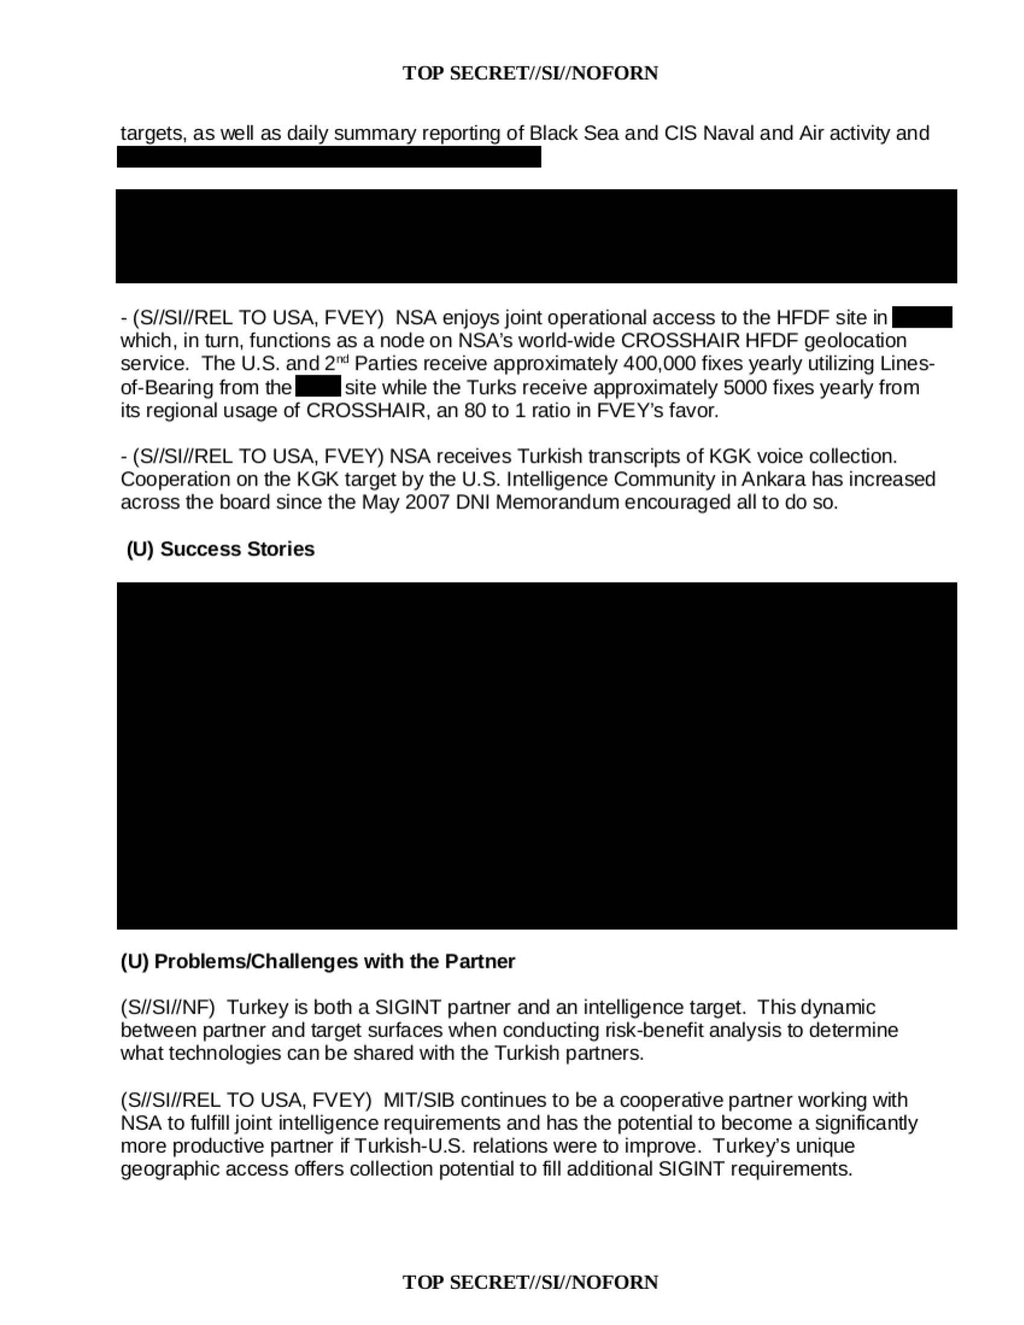 TOP SECRET//SI//NOFORN
targets, as well as daily summary reporting of Black Sea and CIS Naval and Air activity and
- (S//SI//REL TO USA, FVEY)  NSA enjoys joint operational access to the HFDF site in
which, in turn, functions as a node on NSA's world-wide CROSSHAIR HFDF geolocation
service.  The U.S. and 2nd Parties receive approximately 400,000 fixes yearly utilizing Lines-
of-Bearing from the site while the Turks receive approximately 5000 fixes yearly from
its regional usage of CROSSHAIR, an 80 to 1 ratio in FVEY's favor.
- (S//SI//REL TO USA, FVEY) NSA receives Turkish transcripts of KGK voice collection.
Cooperation on the KGK target by the U.S. Intelligence Community in Ankara has increased
across the board since the May 2007 DNI Memorandum encouraged all to do so.
(U) Success Stories
(U) Problems/Challenges with the Partner
(S//SI//NF)  Turkey is both a SIGINT partner and an intelligence target.  This dynamic
between partner and target surfaces when conducting risk-benefit analysis to determine
what technologies can be shared with the Turkish partners.
(S//SI//REL TO USA, FVEY)  MIT/SIB continues to be a cooperative partner working with
NSA to fulfill joint intelligence requirements and has the potential to become a significantly
more productive partner if Turkish-U.S. relations were to improve.  Turkey's unique
geographic access offers collection potential to fill additional SIGINT requirements.
TOP SECRET//SI//NOFORN